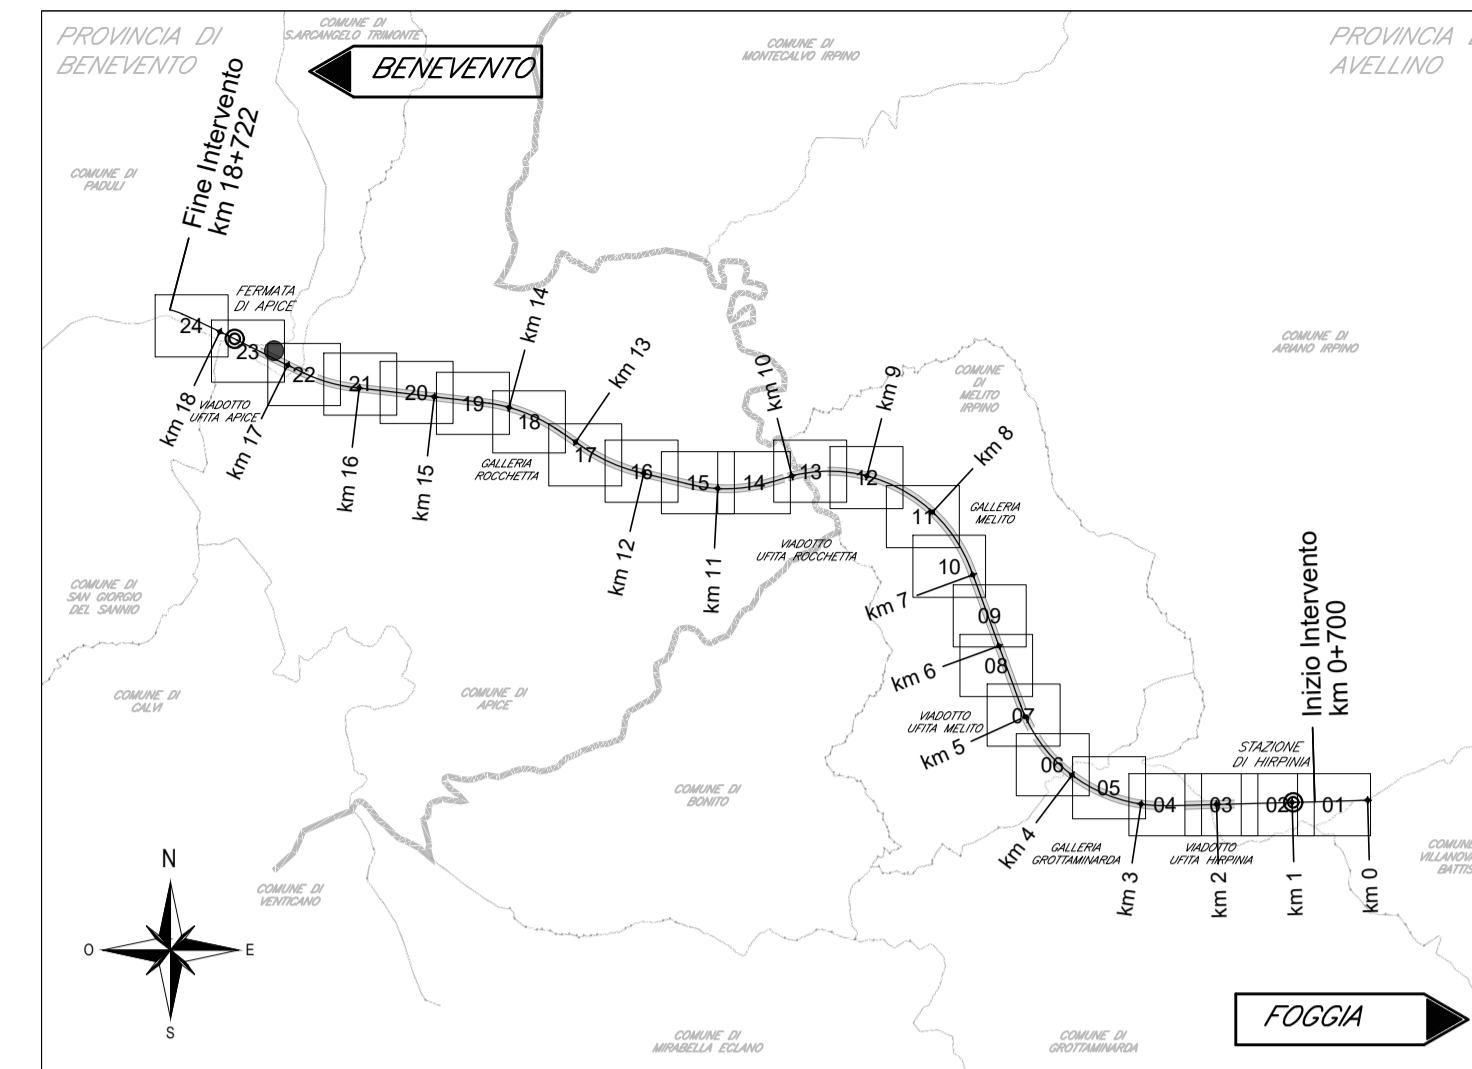 PROVINCIA DI
BENEVENTO
COMUNE DI
S.ARCANGELO TRIMONTE
BENEVENTO
COMUNE DI
MONTECALVO IRPINO
PROVINCIA
AVELLINO
Fine Intervento
km 18+722
COMUNE DI
PADULI
FERMATA
DI APICE
24
23
22
21
20
19
18
17
16
15
14
13
12
11
10
09
08
07
06
05
04
03
02
01
km 18
km 17
km 16
km 15
km 14
km 13
km 12
km 11
km 10
km 9
km 8
km 7
km 6
km 5
km 4
km 3
km 2
km 1
km 0
VIADOTTO
UFITA APICE
GALLERIA
ROCCHETTA
COMUNE DI
ARIANO IRPINO
COMUNE
DI
MELITO
IRPINO
GALLERIA
MELITO
VIADOTTO
UFITA ROCCHETTA
COMUNE DI
SAN GIORGIO
DEL SANNIO
COMUNE DI
CALVI
COMUNE DI
APICE
VIADOTTO
UFITA MELITO
Inizio Intervento
km 0+700
STAZIONE
DI HIRPINIA
COMUNE DI
BONITO
GALLERIA
GROTTAMINARDA
VIADOTTO
UFITA HIRPINIA
COMUNE
VILLANOV
BATTIS
COMUNE DI
VENTICANO
N
O
E
S
COMUNE DI
MIRABELLA ECLANO
COMUNE DI
GROTTAMINARDA
FOGGIA